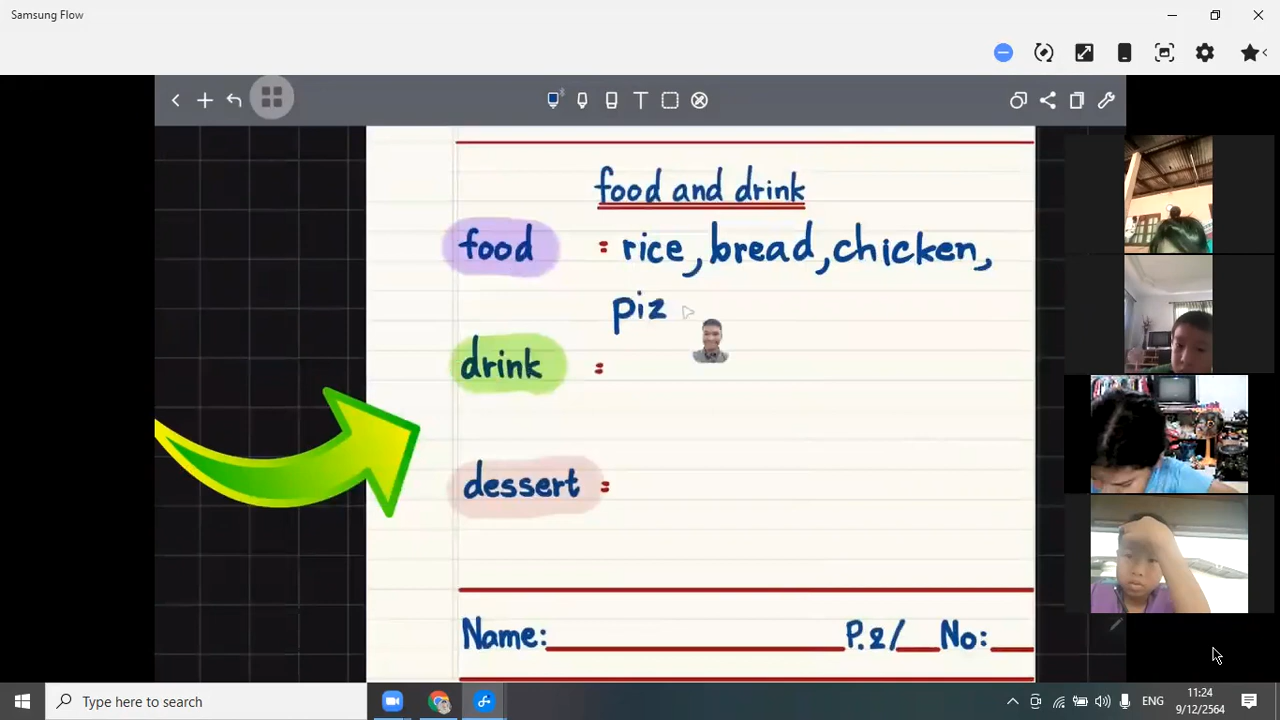 Samsung Flow
food and drink
food = rice, bread, chicken,
piz
drink =
dessert =
Name: P.2/ No:
Type here to search
ENG
11:24
9/12/2564